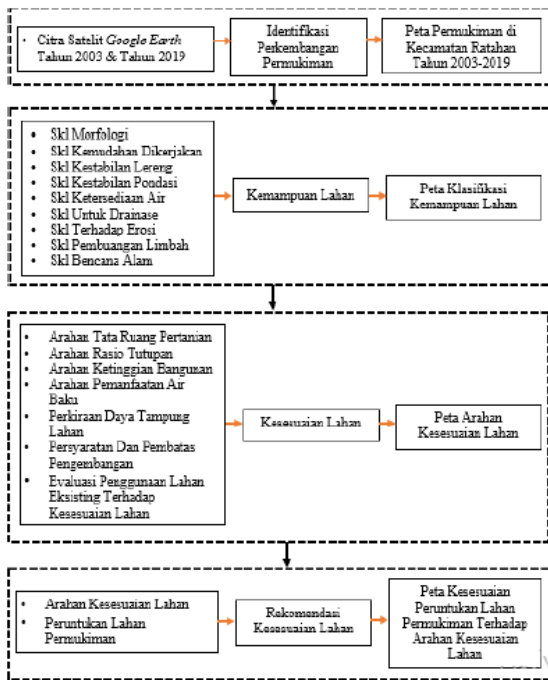 • Citra Satelit Google Earth
Tahun 2003 & Tahun 2019
Identifikasi
Perkembangan
Permukiman
Peta Permukiman di
Kecamatan Ratahan
Tahun 2003-2019
• Skl Morfologi
• Skl Kemudahan Dikerjakan
• Skl Kestabilan Lereng
• Skl Kestabilan Pondasi
• Skl Ketersediaan Air
• Skl Untuk Drainase
• Skl Terhadap Erosi
• Skl Pembuangan Limbah
• Skl Bencana Alam
Kemampuan Lahan
Peta Klasifikasi
Kemampuan Lahan
• Arahan Tata Ruang Pertanian
• Arahan Rasio Tutupan
• Arahan Ketinggian Bangunan
• Arahan Pemanfaatan Air
Baku
• Perkiraan Daya Tampung
Lahan
• Persyaratan Dan Pembatas
Pengembangan
• Evaluasi Penggunaan Lahan
Eksisting Terhadap
Kesesuaian Lahan
Kesesuaian Lahan
Peta Arahan
Kesesuaian Lahan
• Arahan Kesesuaian Lahan
• Peruntukan Lahan
Permukiman
Rekomendasi
Kesesuaian Lahan
Peta Kesesuaian
Peruntukan Lahan
Permukiman Terhadap
Arahan Kesesuaian
Lahan